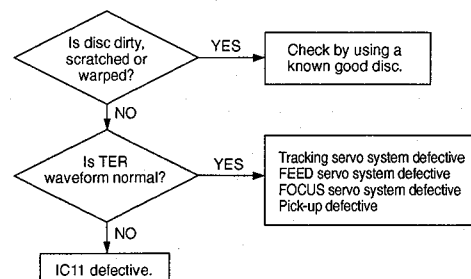 Is disc dirty,
scratched or
warped?
YES
Check by using a
known good disc.
NO
Is TER
waveform normal?
YES
Tracking servo system defective
FEED servo system defective
FOCUS servo system defective
Pick-up defective
NO
IC11 defective.